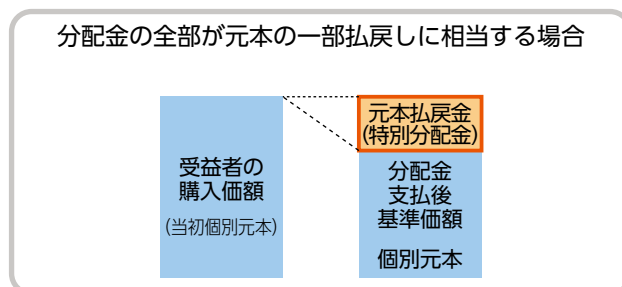 分配金の全部が元本の一部払戻しに相当する場合
受益者の
購入価額
(当初個別元本)
元本払戻金
(特別分配金)
分配金
支払後
基準価額
個別元本